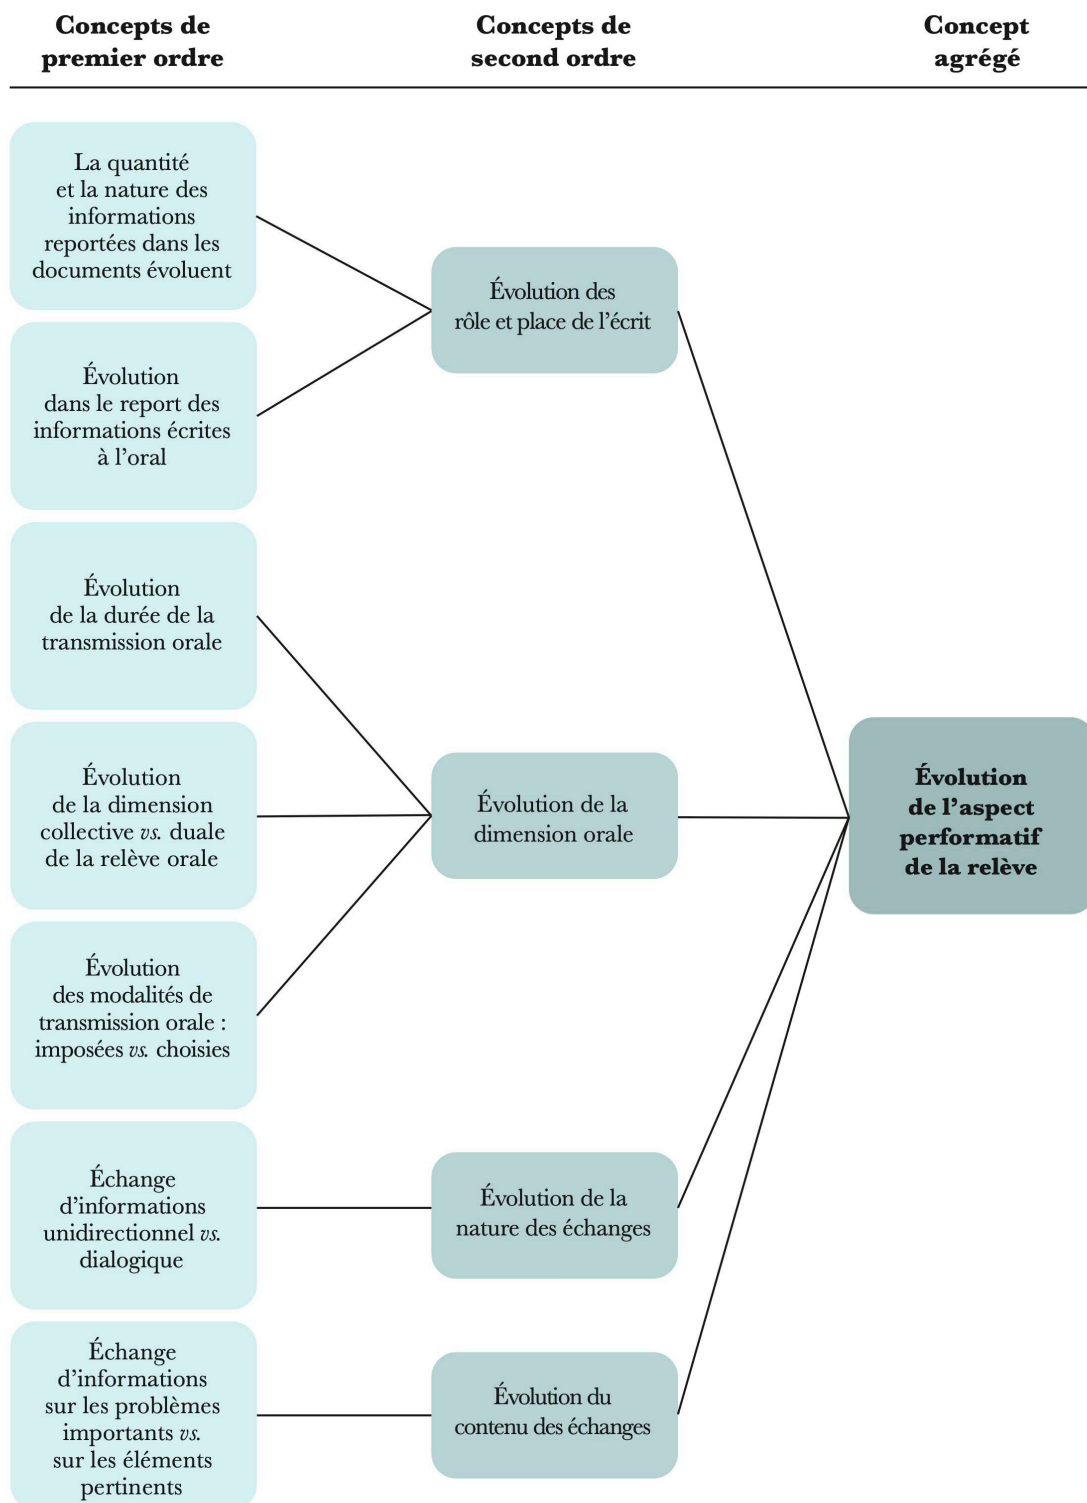 Concepts de
premier ordre
Concepts de
second ordre
Concept
agrégé
La quantité
et la nature des
informations
reportées dans les
documents évoluent
Évolution
dans le report des
informations écrites
à l’oral
Évolution
de la durée de la
transmission orale
Évolution
de la dimension
collective vs. duale
de la relève orale
Évolution
des modalités de
transmission orale :
imposées vs. choisies
Échange
d’informations
unidirectionnel vs.
dialogique
Échange
d’informations
sur les problèmes
importants vs.
sur les éléments
pertinents
Évolution des
rôle et place de l’écrit
Évolution de la
dimension orale
Évolution de la
nature des échanges
Évolution du
contenu des échanges
Évolution
de l’aspect
performatif
de la relève